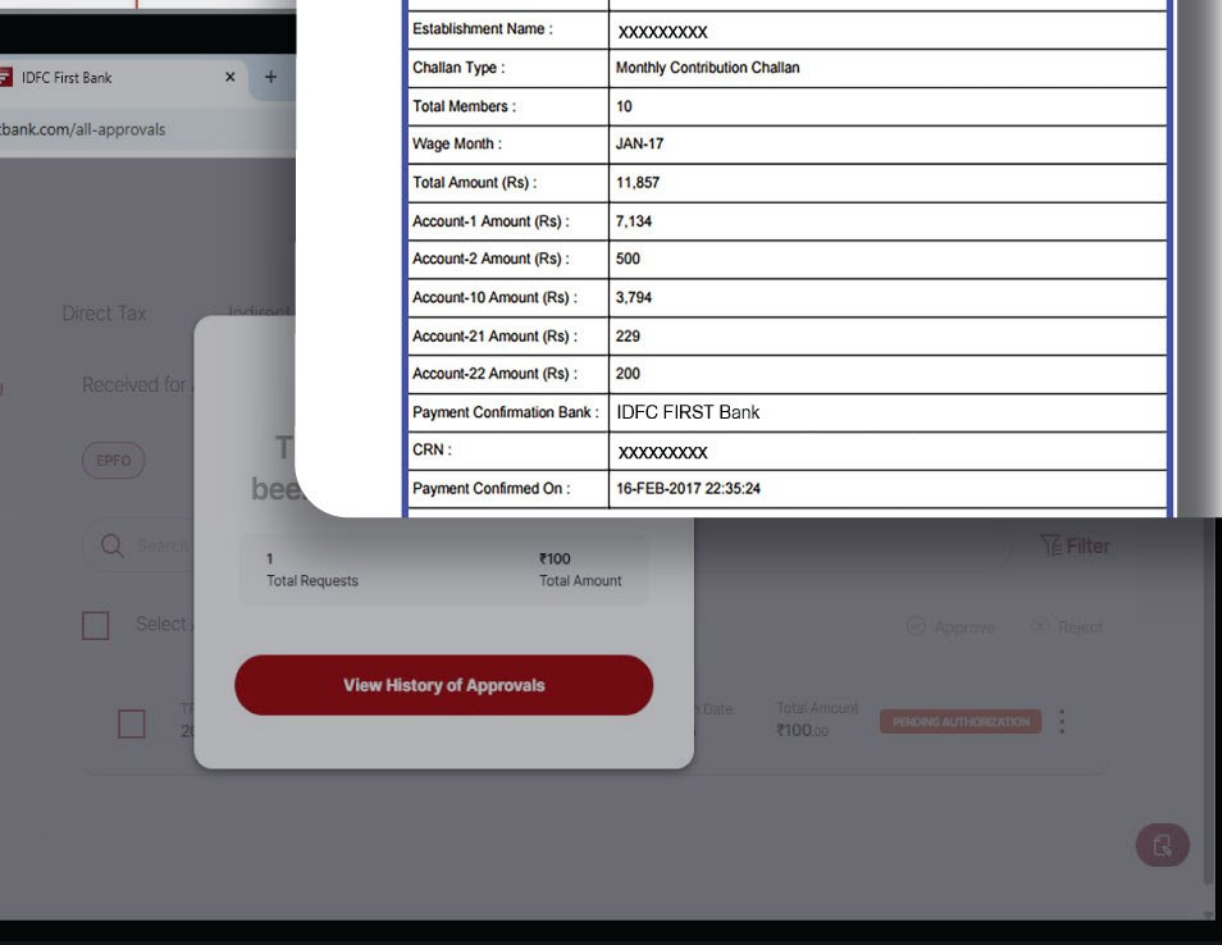 Establishment Name : XXXXXXXXX
Challan Type : Monthly Contribution Challan
Total Members : 10
Wage Month : JAN-17
Total Amount (Rs) : 11,857
Account-1 Amount (Rs) : 7,134
Account-2 Amount (Rs) : 500
Account-10 Amount (Rs) : 3,794
Account-21 Amount (Rs) : 229
Account-22 Amount (Rs) : 200
Payment Confirmation Bank : IDFC FIRST Bank
CRN : XXXXXXXXX
Payment Confirmed On : 16-FEB-2017 22:35:24
IDFC First Bank × +
bank.com/all-approvals
Direct Tax Indirect
Received for
EPFO
Search
Filter
1 ₹100
Total Requests Total Amount
Select
Approve Reject
View History of Approvals
Date Total Amount
₹100.00
PENDING AUTHORIZATION